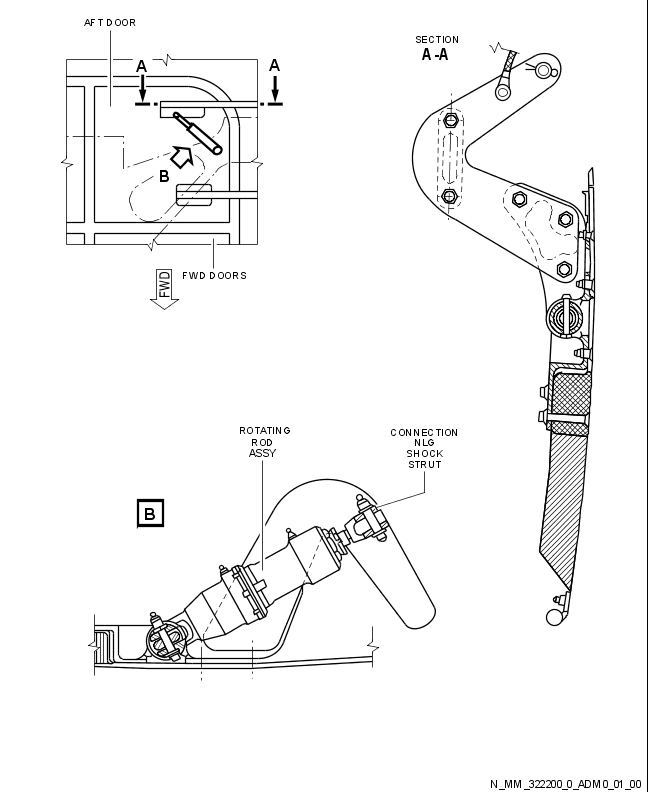 AFT DOOR
A
A
B
FWD
FWD DOORS
SECTION
A-A
ROTATING
ROD
ASSY
CONNECTION
NLG
SHOCK
STRUT
B
N_MM_322200_0_ADM0_01_00